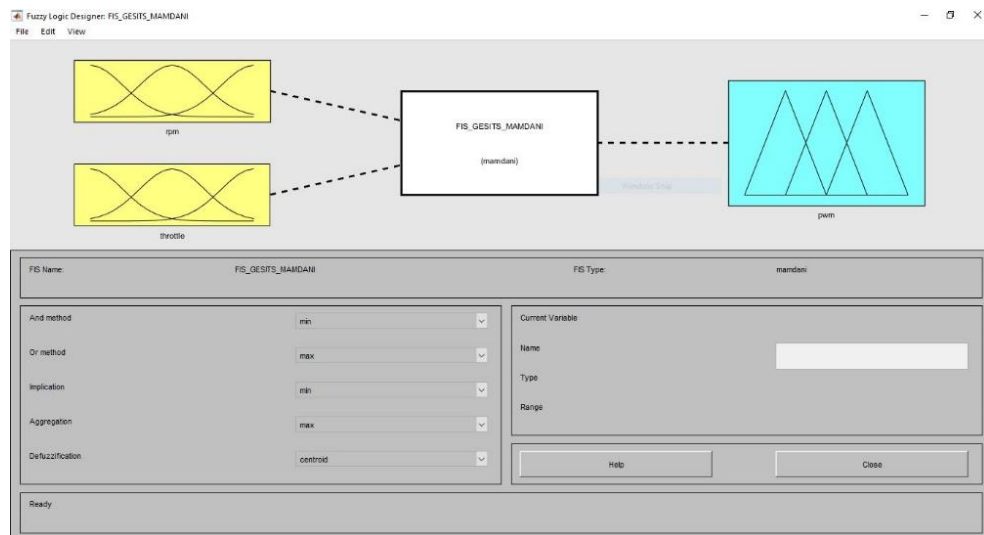 Fuzzy Logic Designer: FIS_GESITS_MAMDANI
File Edit View
rpm
throttle
FIS_GESITS_MAMDANI
(mamdani)
Window Snip
pwm
FIS Name: FIS_GESITS_MAMDANI FIS Type: mamdani
And method min
Or method max
Implication min
Aggregation max
Defuzzification centroid
Current Variable
Name
Type
Range
Help Close
Ready